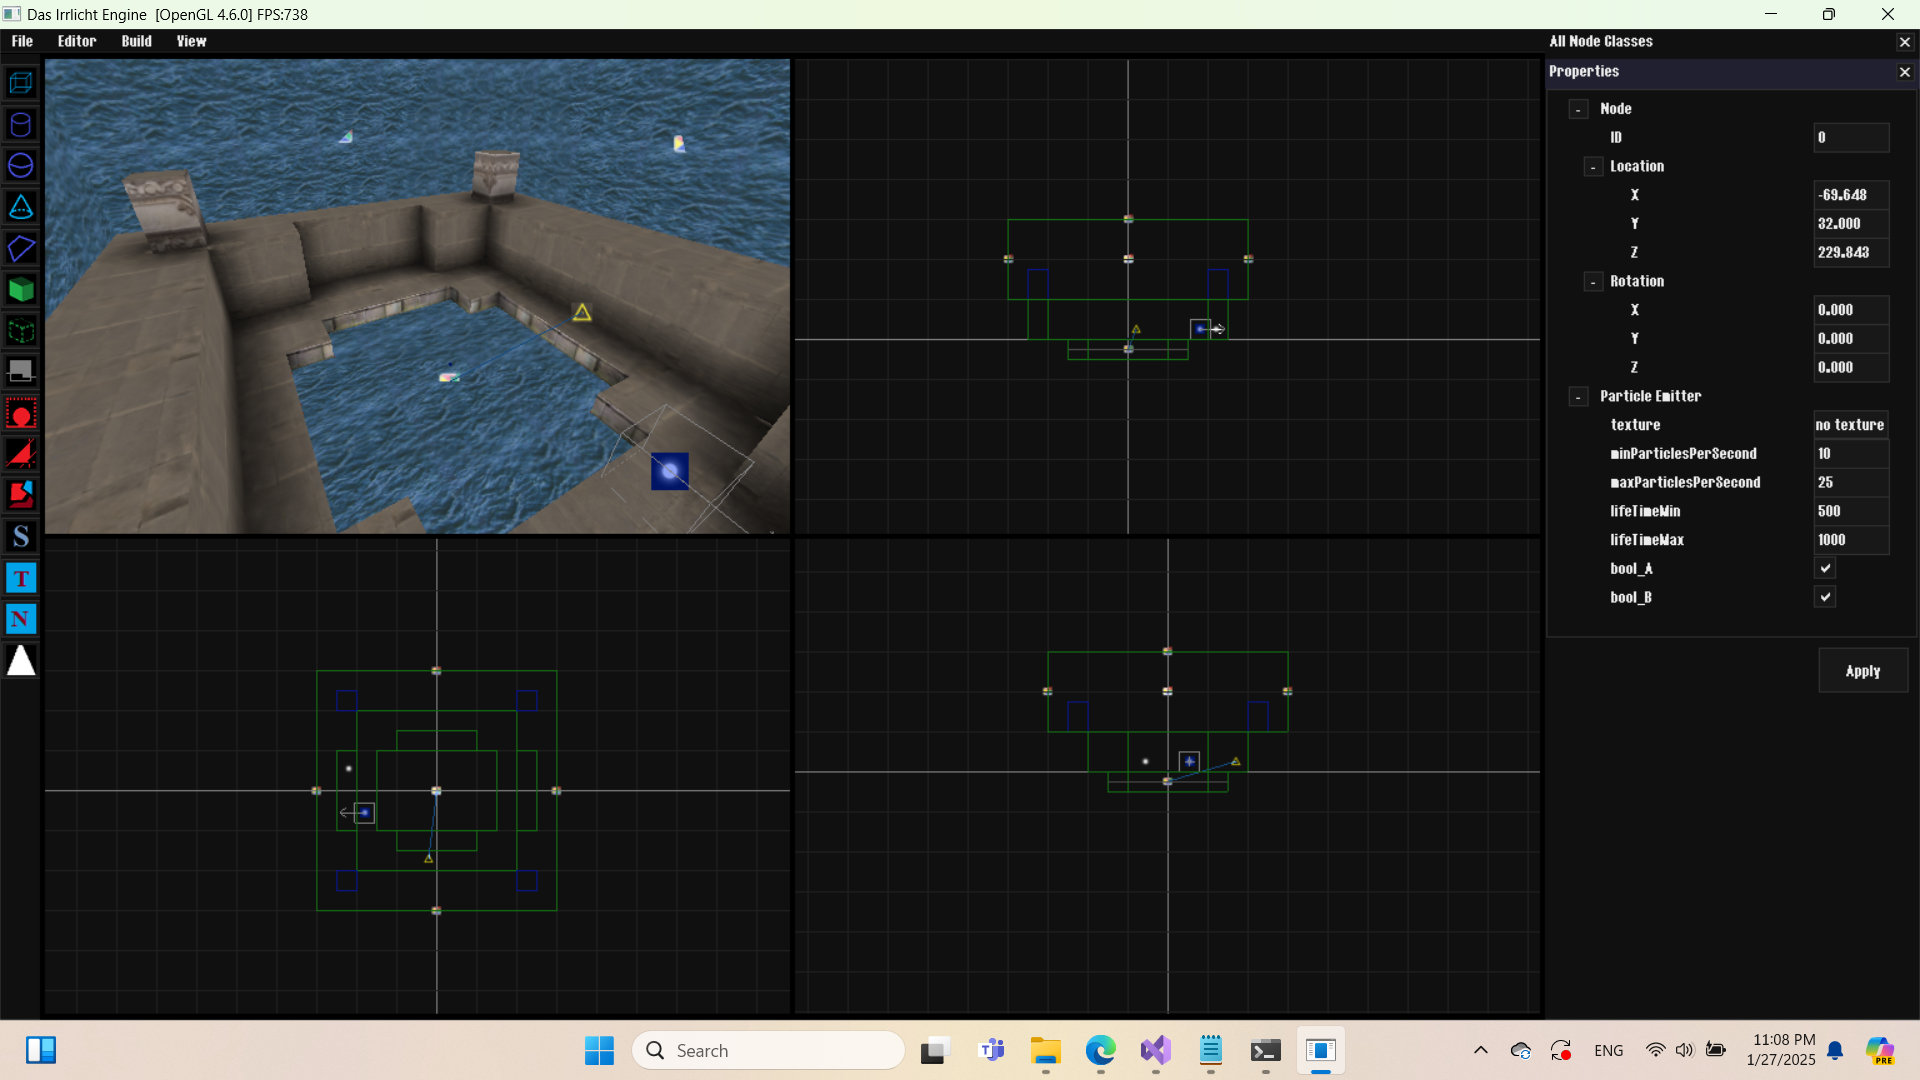 Das Irrlicht Engine [OpenGL 4.6.0] FPS:738
File Editor Build View
All Node Classes
Properties
- Node
ID 0
- Location
X -69.648
Y 32.000
Z 229.843
- Rotation
X 0.000
Y 0.000
Z 0.000
- Particle Emitter
texture no texture
minParticlesPerSecond 10
maxParticlesPerSecond 25
lifeTimeMin 500
lifeTimeMax 1000
bool_A
bool_B
Apply
S
T
N
Search
ENG
11:08 PM
1/27/2025
PRE